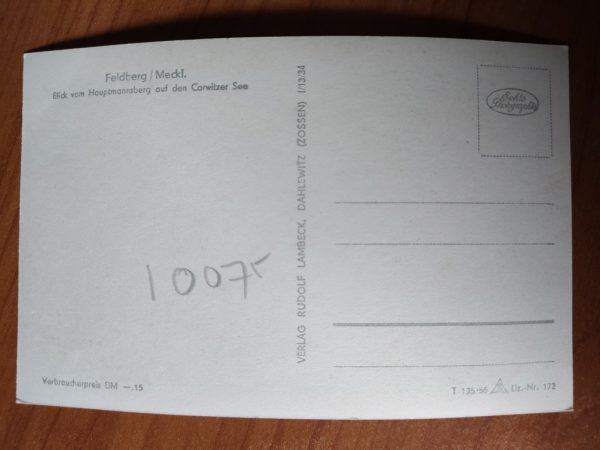 Feldberg / Meckl.
Blick vom Hauptmannsberg auf den Carwitzer See
10075
Verbraucherpreis DM —.15
VERLAG RUDOLF LAMBECK, DAHLEWITZ (ZOSSEN) I/13/34
Echte
Photographie
T 135/56 Liz.-Nr. 172